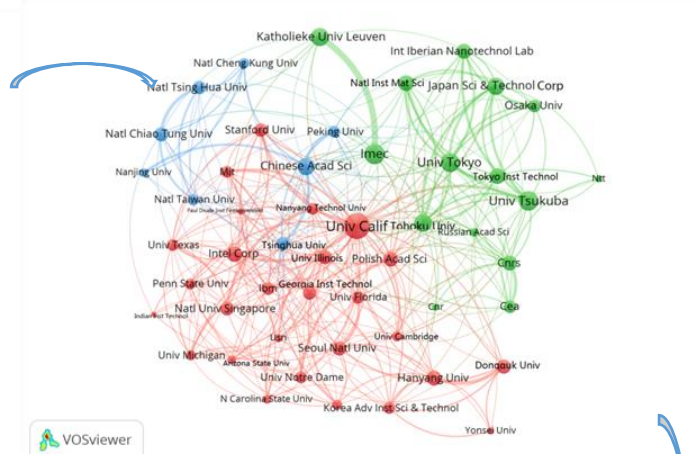 Katholieke Univ Leuven
Int Iberian Nanotechnol Lab
Natl Cheng Kung Univ
Natl Tsing Hua Univ
Natl Inst Mat Sci
Japan Sci & Technol Corp
Osaka Univ
Natl Chiao Tung Univ
Stanford Univ
Peking Univ
Imec
Chinese Acad Sci
Univ Tokyo
Nanjing Univ
Mit
Tokyo Inst Technol
Ntt
Natl Taiwan Univ
Nanyang Technol Univ
Univ Tsukuba
Univ Calif
Tohoku Univ
Russian Acad Sci
Univ Texas
Tsinghua Univ
Intel Corp
Univ Illinois
Polish Acad Sci
Cnrs
Penn State Univ
Ibm
Georgia Inst Technol
Univ Florida
Natl Univ Singapore
Cnr
Cea
Indian Inst Technol
Usn
Univ Cambridge
Seoul Natl Univ
Univ Michigan
Arizona State Univ
Dongguk Univ
Univ Notre Dame
Hanyang Univ
N Carolina State Univ
Korea Adv Inst Sci & Technol
Yonsei Univ
VOSviewer